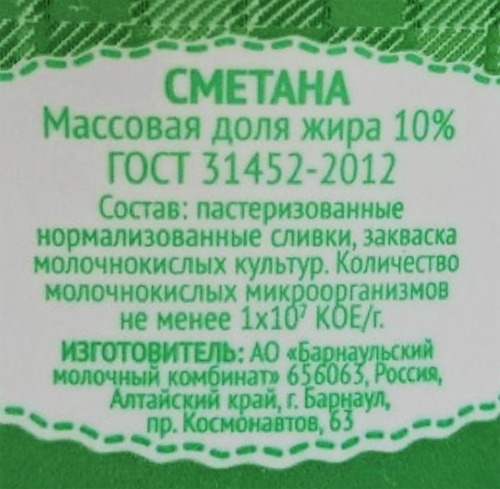 СМЕТАНА
Массовая доля жира 10%
ГОСТ 31452-2012
Состав: пастеризованные
нормализованные сливки, закваска
молочнокислых культур. Количество
молочнокислых микроорганизмов
не менее 1х10⁷ КОЕ/г.
ИЗГОТОВИТЕЛЬ: АО «Барнаульский
молочный комбинат» 656063, Россия,
Алтайский край, г. Барнаул,
пр. Космонавтов, 63